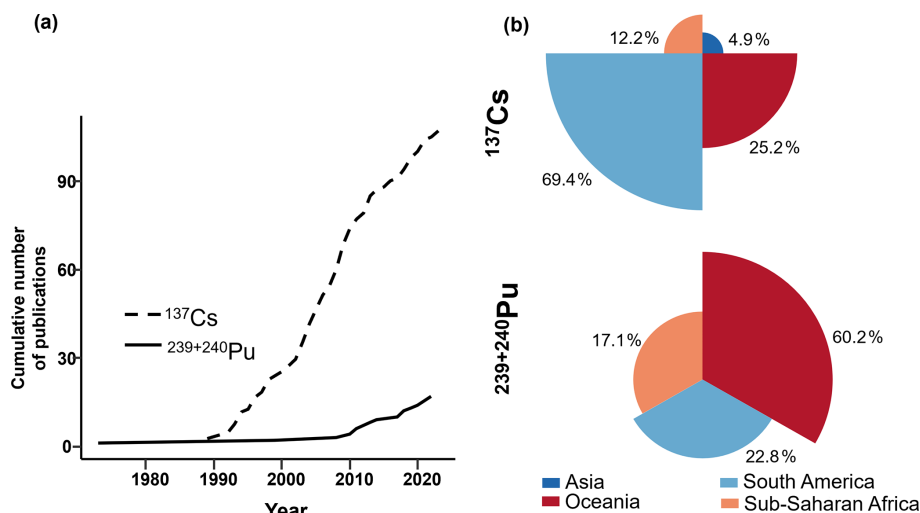 (a)
Cumulative number
of publications
90
60
30
0
¹³⁷Cs
²³⁹⁺²⁴⁰Pu
1980
1990
2000
2010
2020
Year
(b)
¹³⁷Cs
12.2%
4.9%
69.4%
25.2%
²³⁹⁺²⁴⁰Pu
17.1%
60.2%
22.8%
Asia
South America
Oceania
Sub-Saharan Africa